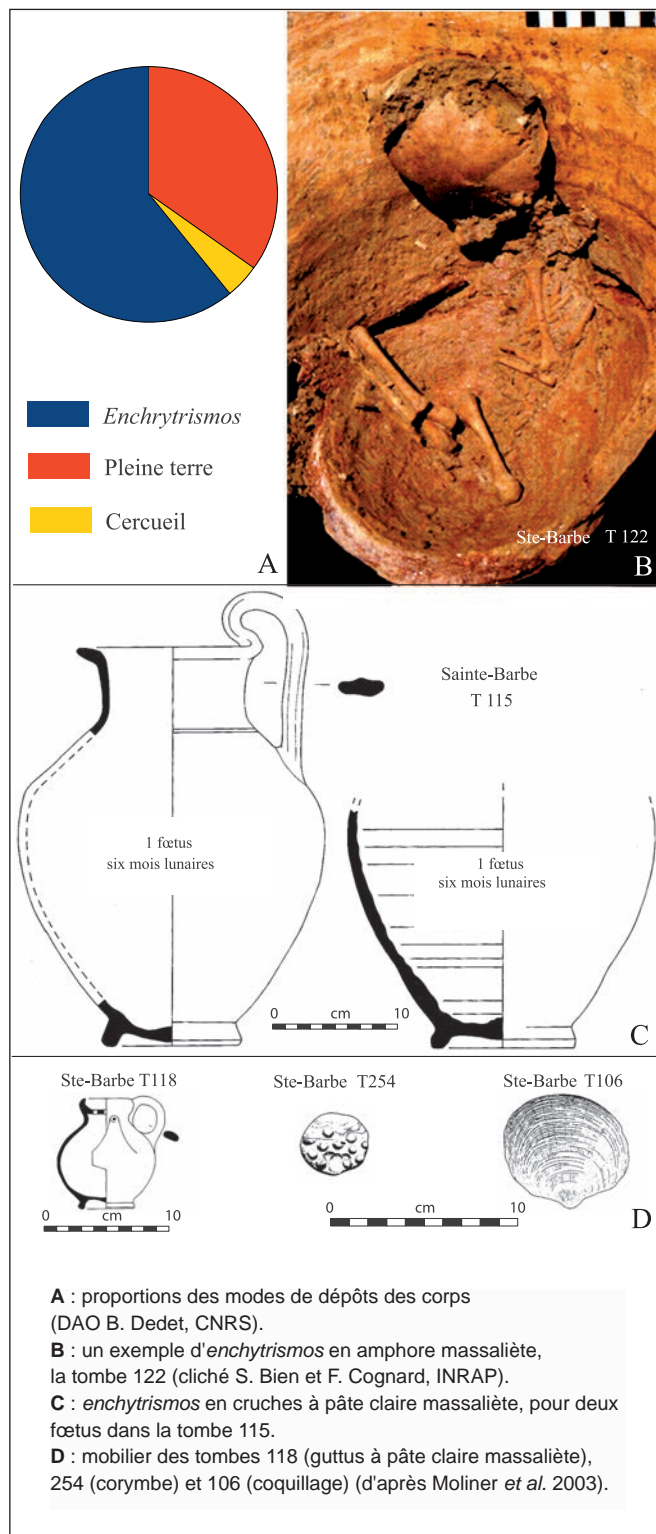 Enchrytrismos
Pleine terre
Cercueil
A
Ste-Barbe T 122
B
Sainte-Barbe
T 115
1 fœtus
six mois lunaires
1 fœtus
six mois lunaires
0 cm 10
C
Ste-Barbe T118
Ste-Barbe T254
Ste-Barbe T106
0 cm 10
0 cm 10
D
A : proportions des modes de dépôts des corps
(DAO B. Dedet, CNRS).
B : un exemple d'enchytrismos en amphore massaliète,
la tombe 122 (cliché S. Bien et F. Cognard, INRAP).
C : enchytrismos en cruches à pâte claire massaliète, pour deux
fœtus dans la tombe 115.
D : mobilier des tombes 118 (guttus à pâte claire massaliète),
254 (corymbe) et 106 (coquillage) (d'après Moliner et al. 2003).